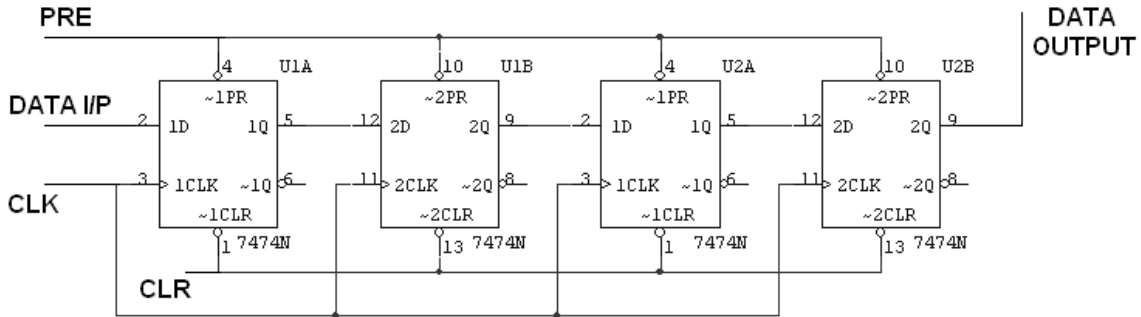 PRE
DATA
OUTPUT
4 U1A 10 U1B 4 U2A 10 U2B
~1PR ~2PR ~1PR ~2PR
DATA I/P
2 1D 1Q 5 12 2D 2Q 9 2 1D 1Q 5 12 2D 2Q 9
3 1CLK ~1Q 6 11 2CLK ~2Q 8 3 1CLK ~1Q 6 11 2CLK ~2Q 8
CLK
~1CLR ~2CLR ~1CLR ~2CLR
1 7474N 13 7474N 1 7474N 13 7474N
CLR